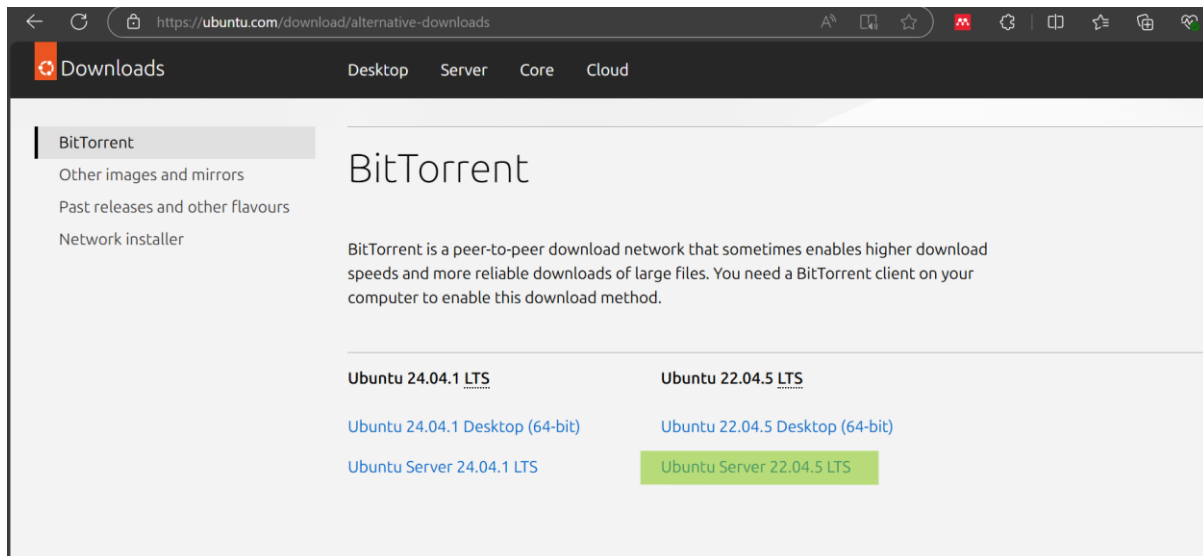 https://ubuntu.com/download/alternative-downloads
Downloads
Desktop Server Core Cloud
BitTorrent
Other images and mirrors
Past releases and other flavours
Network installer
BitTorrent
BitTorrent is a peer-to-peer download network that sometimes enables higher download
speeds and more reliable downloads of large files. You need a BitTorrent client on your
computer to enable this download method.
Ubuntu 24.04.1 LTS
Ubuntu 24.04.1 Desktop (64-bit)
Ubuntu Server 24.04.1 LTS
Ubuntu 22.04.5 LTS
Ubuntu 22.04.5 Desktop (64-bit)
Ubuntu Server 22.04.5 LTS